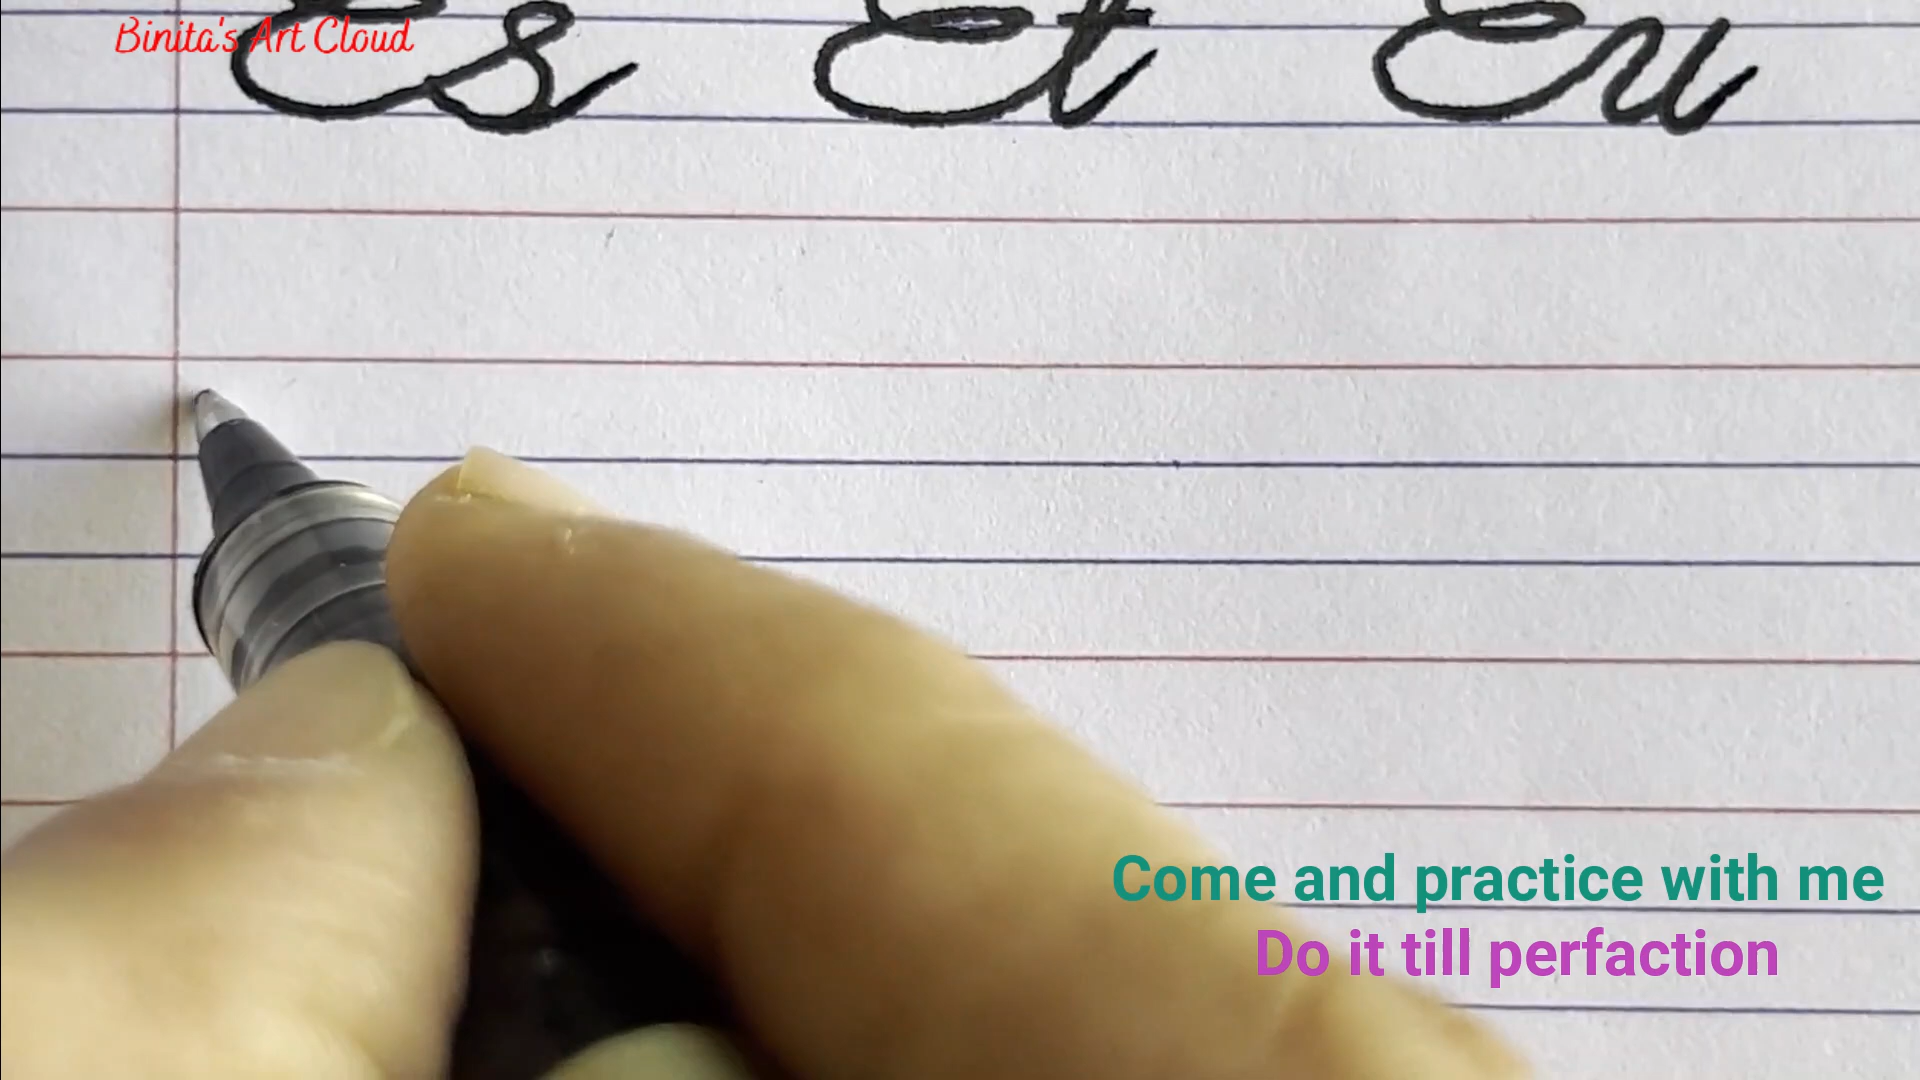 Binita's Art Cloud
Es Et Eu
Come and practice with me
Do it till perfaction